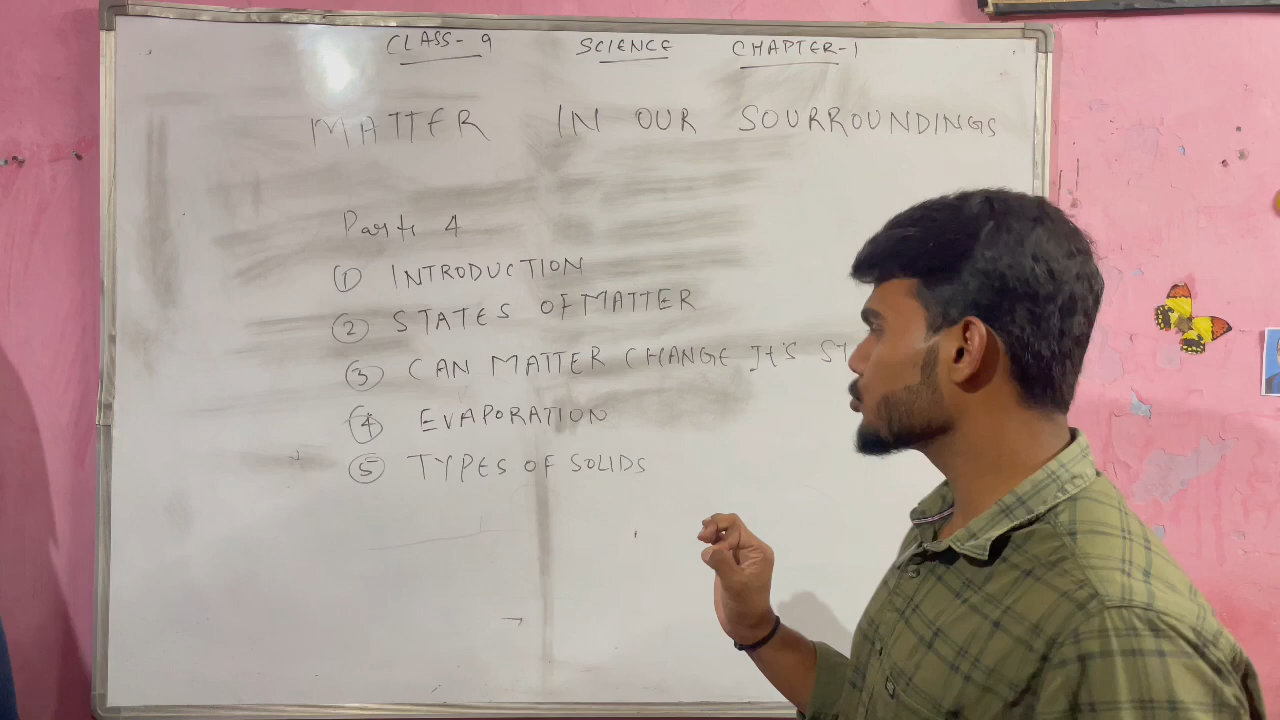 CLASS-9 SCIENCE CHAPTER-1
MATTER IN OUR SOURROUNDINGS
Part 4
① INTRODUCTION
② STATES OF MATTER
③ CAN MATTER CHANGE It'S ST
④ EVAPORATION
⑤ TYPES OF SOLIDS